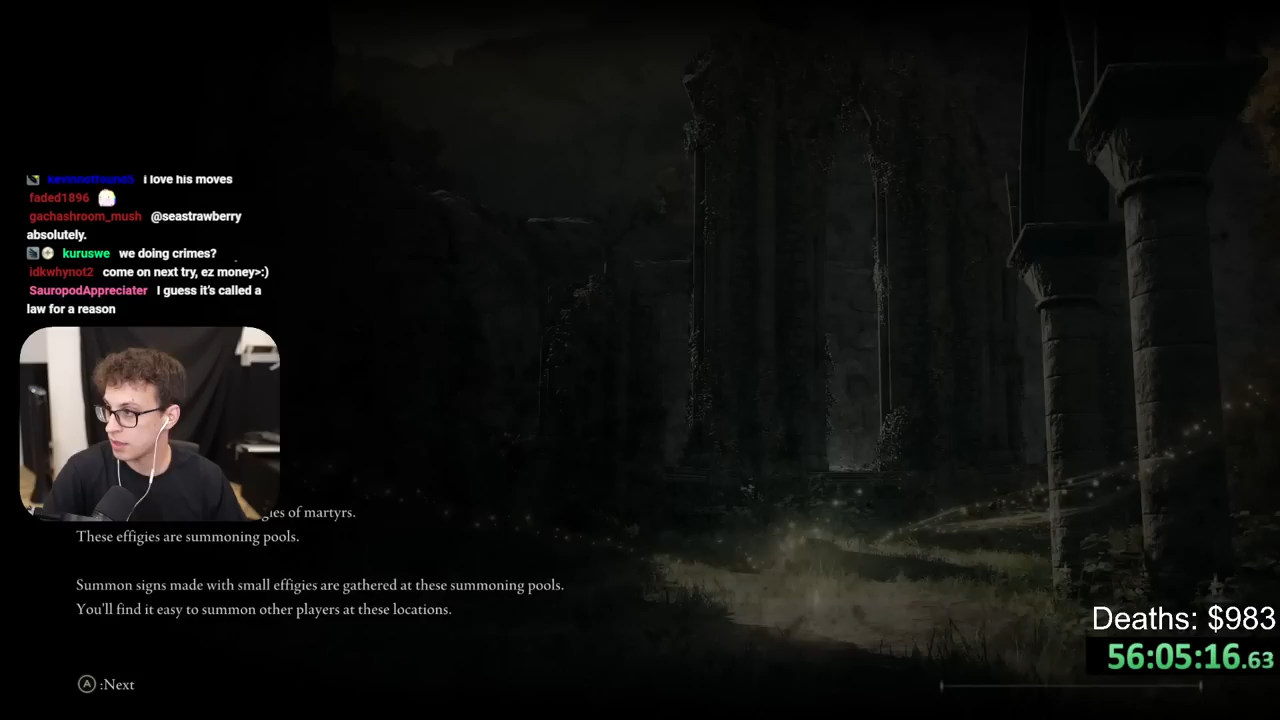 i love his moves
faded1896
gachashroom_mush @seastrawberry
absolutely.
kuruswe we doing crimes?
idkwhynot2 come on next try, ez money>:)
SauropodAppreciater I guess it's called a
law for a reason
of martyrs.
These effigies are summoning pools.
Summon signs made with small effigies are gathered at these summoning pools.
You'll find it easy to summon other players at these locations.
Deaths: $983
56:05:16.63
A :Next